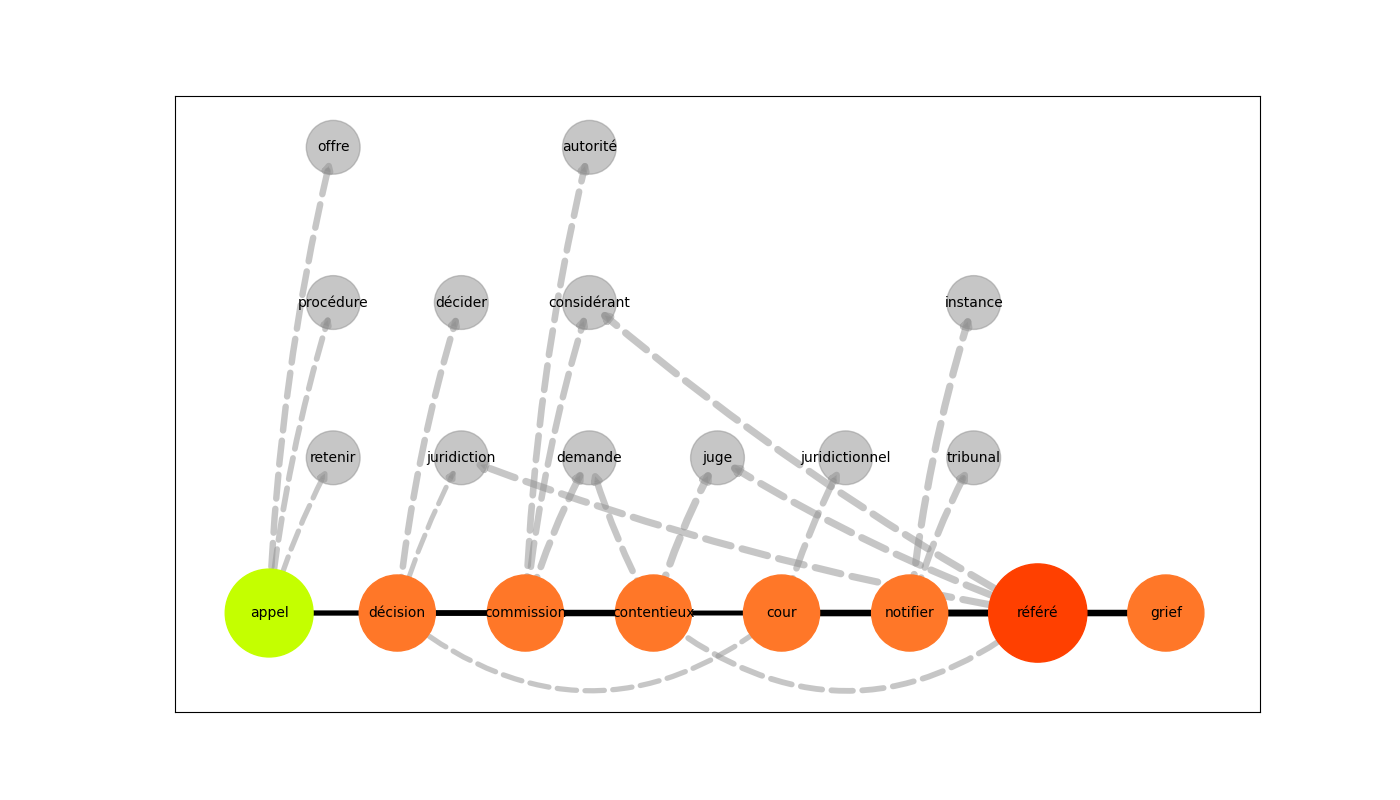 offre autorité
procédure décider considérant instance
retenir juridiction demande juge juridictionnel tribunal
appel décision commission contentieux cour notifier référé grief